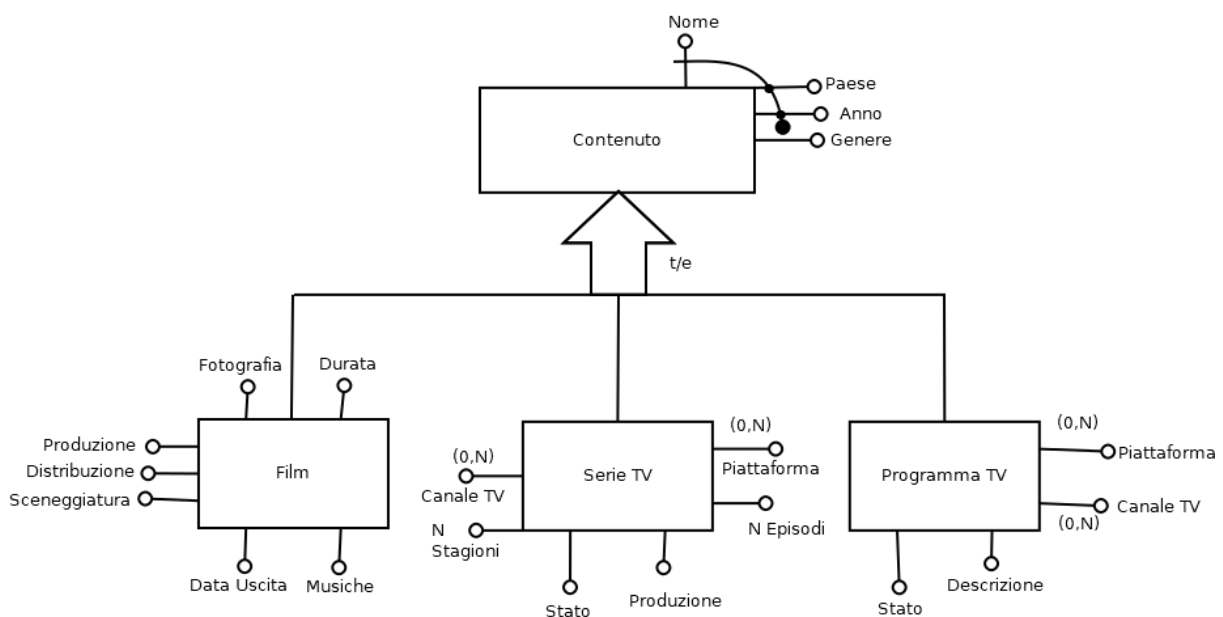 Nome
Paese
Anno
Contenuto
Genere
t/e
Fotografia
Durata
Produzione
Distribuzione
Film
Sceneggiatura
Data Uscita
Musiche
(0,N)
(0,N)
Serie TV
Piattaforma
Canale TV
N
Stagioni
N Episodi
Stato
Produzione
(0,N)
Piattaforma
Programma TV
Canale TV
(0,N)
Descrizione
Stato